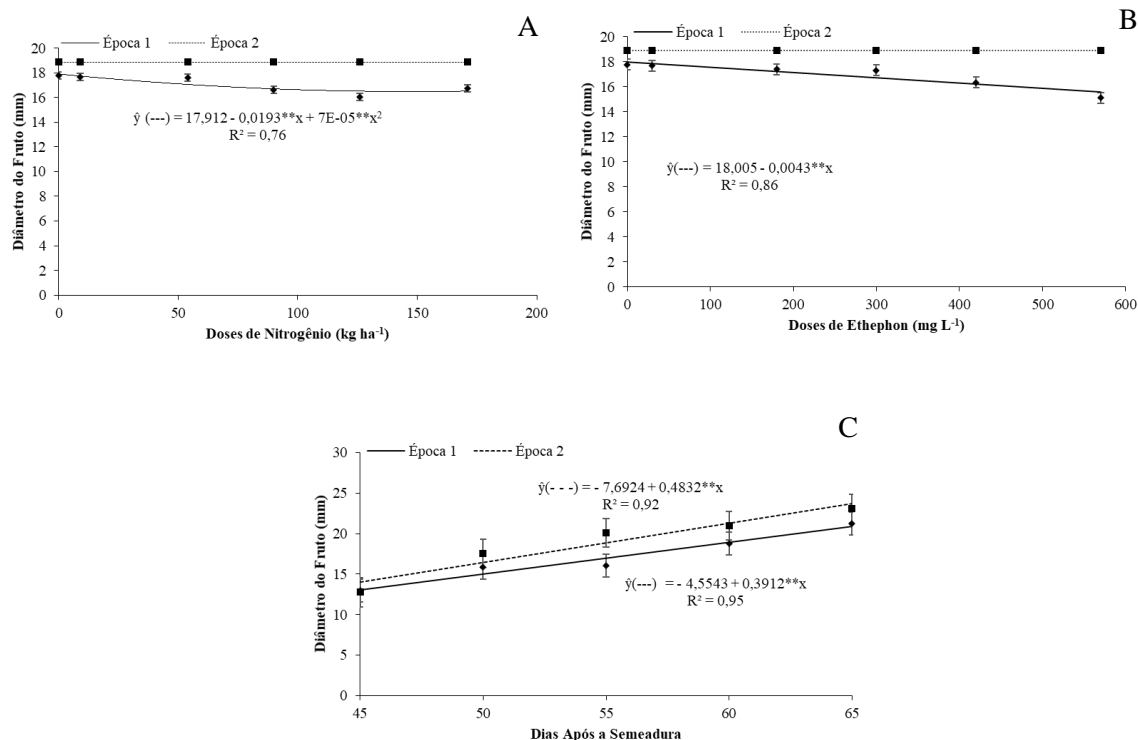 A
Época 1 Época 2
20
18
16
14
12
10
8
6
4
2
0
Diâmetro do Fruto (mm)
ŷ (---) = 17,912 - 0,0193**x + 7E-05**x²
R² = 0,76
0 50 100 150 200
Doses de Nitrogênio (kg ha⁻¹)
B
Época 1 Época 2
20
18
16
14
12
10
8
6
4
2
0
Diâmetro do Fruto (mm)
ŷ(---) = 18,005 - 0,0043**x
R² = 0,86
0 100 200 300 400 500 600
Doses de Ethephon (mg L⁻¹)
C
Época 1 Época 2
30
25
20
15
10
5
0
Diâmetro do Fruto (mm)
ŷ(- - -) = - 7,6924 + 0,4832**x
R² = 0,92
ŷ(---) = - 4,5543 + 0,3912**x
R² = 0,95
45 50 55 60 65
Dias Após a Semeadura